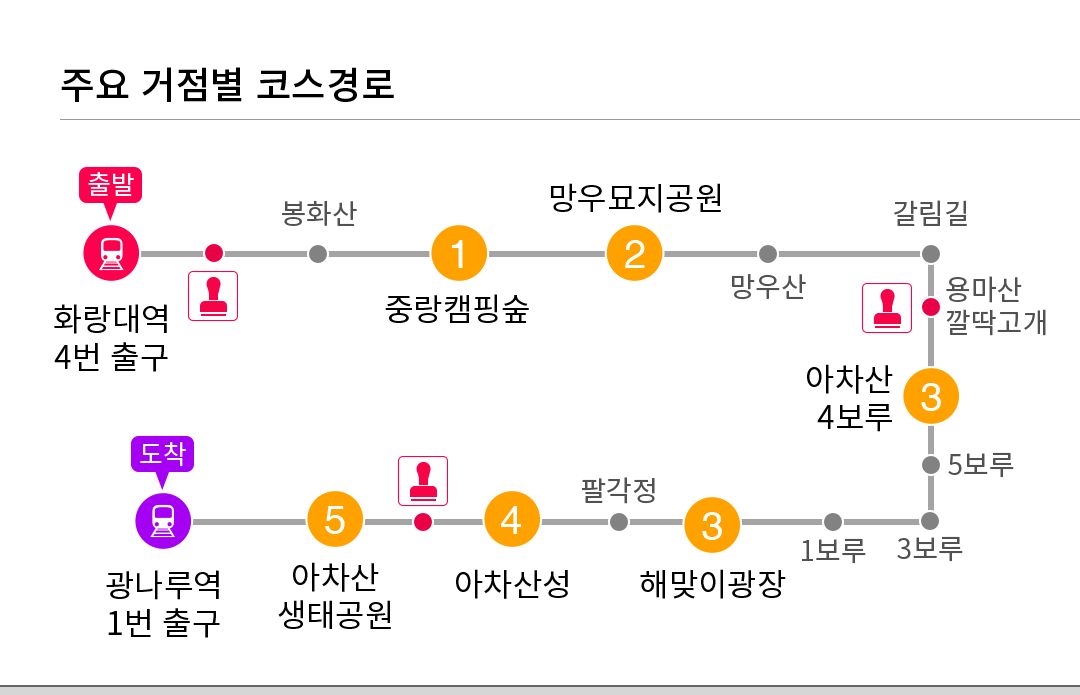 주요 거점별 코스경로
출발
봉화산
망우묘지공원
갈림길
1
2
화랑대역
4번 출구
중랑캠핑숲
망우산
용마산
깔딱고개
아차산
4보루
3
5보루
도착
팔각정
5
4
3
1보루
3보루
광나루역
1번 출구
아차산
생태공원
아차산성
해맞이광장